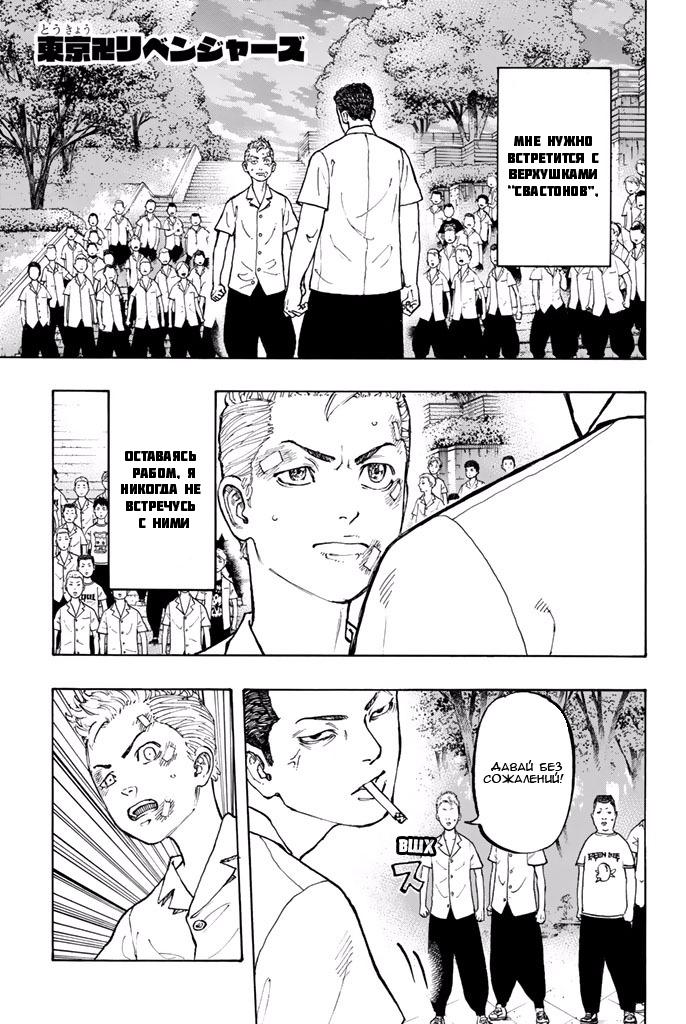 とうきょう
東京卍リベンジャーズ
МНЕ НУЖНО
ВСТРЕТИТСЯ С
ВЕРХУШКАМИ
"СВАСТОНОВ".
ОСТАВАЯСЬ
РАБОМ, Я
НИКОГДА НЕ
ВСТРЕЧУСЬ
С НИМИ
ДАВАЙ БЕЗ
СОЖАЛЕНИЙ!
ВШХ
ス